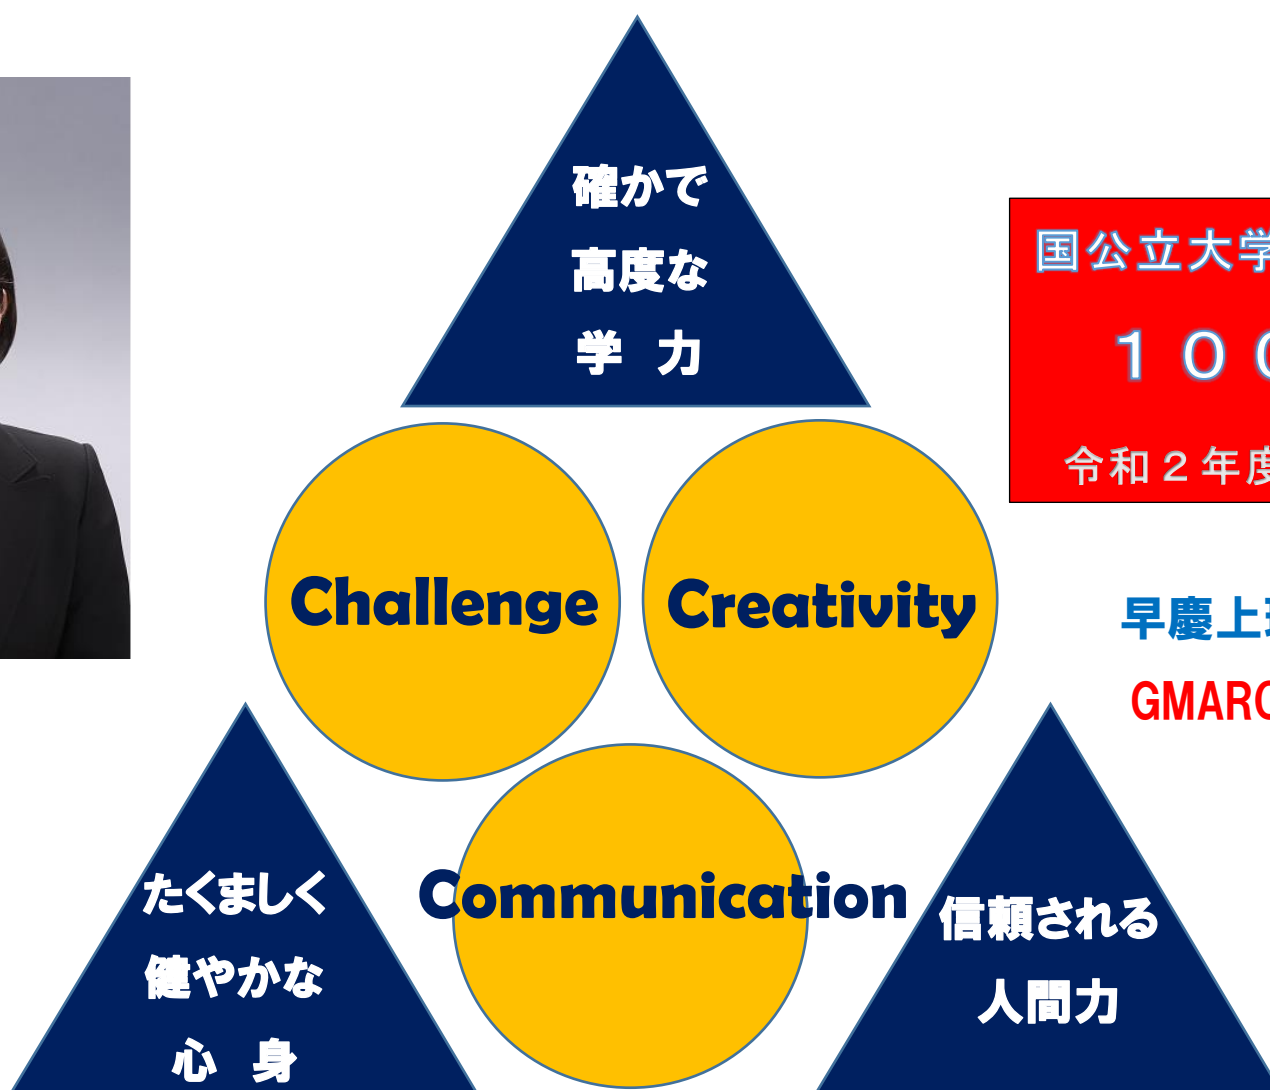 確かで
高度な
学 力
国公立大学
１０
令和２年度
Challenge
Creativity
早慶上
GMARC
Communication
たくましく
健やかな
心 身
信頼される
人間力